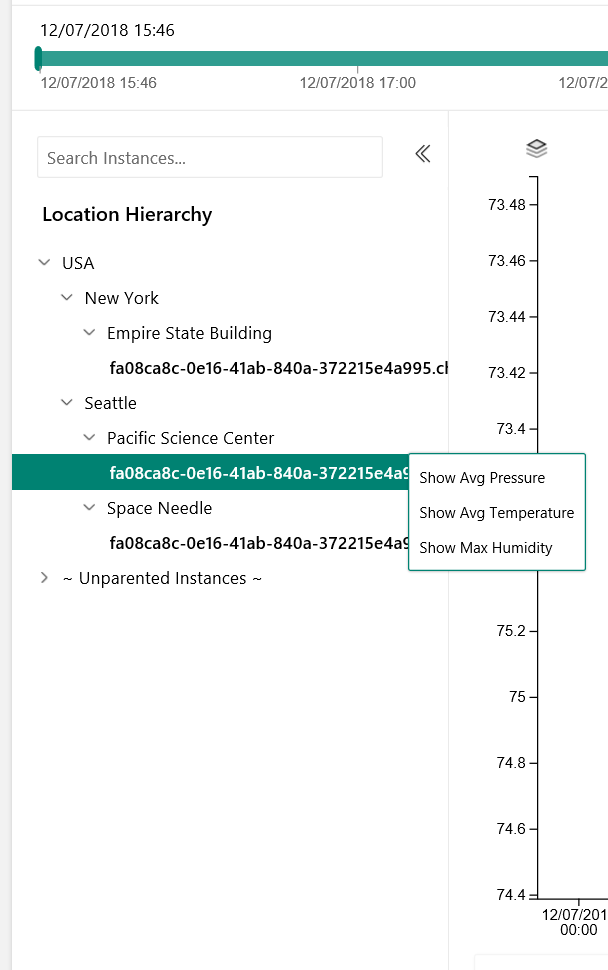 12/07/2018 15:46
12/07/2018 15:46
12/07/2018 17:00
12/07/2
Search Instances...
Location Hierarchy
USA
New York
Empire State Building
fa08ca8c-0e16-41ab-840a-372215e4a995.ch
Seattle
Pacific Science Center
fa08ca8c-0e16-41ab-840a-372215e4a9
Space Needle
fa08ca8c-0e16-41ab-840a-372215e4a9
~ Unparented Instances ~
Show Avg Pressure
Show Avg Temperature
Show Max Humidity
73.48
73.46
73.44
73.42
73.4
75.2
75
74.8
74.6
74.4
12/07/201
00:00